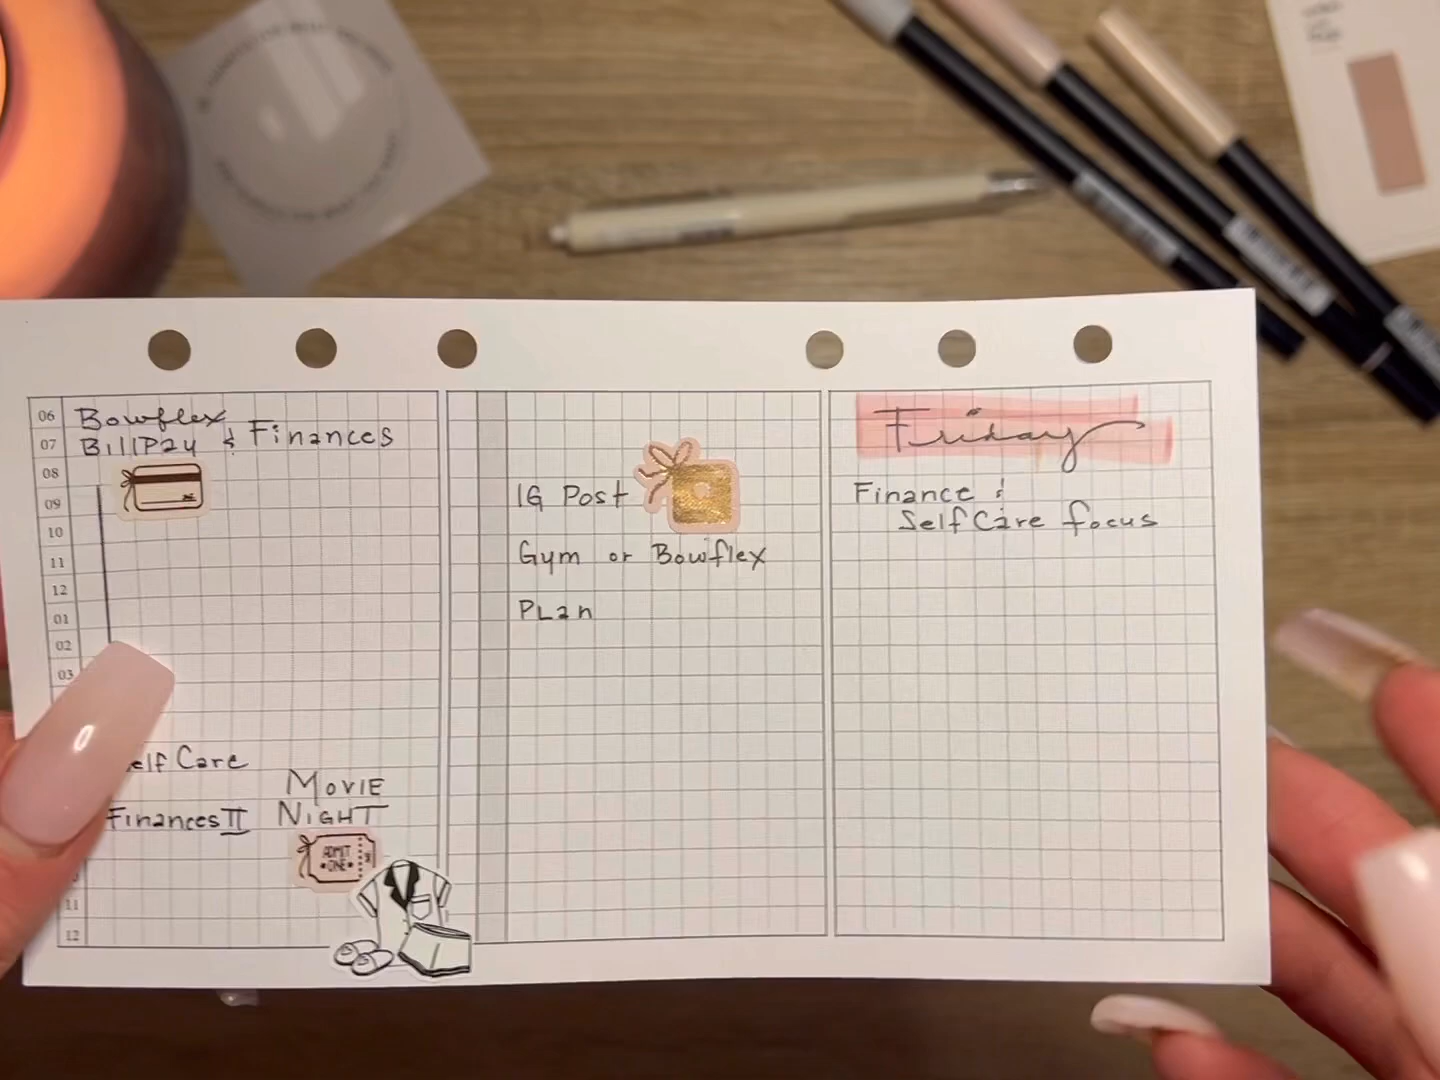 06 Bowflex
07 BillPay & Finances
08
09
10
11
12
01
02
03
Self Care
Finances II
MOVIE
NIGHT
ADMIT
ONE
11
12
IG Post
Gym or Bowflex
PLan
Friday
Finance &
Self Care focus